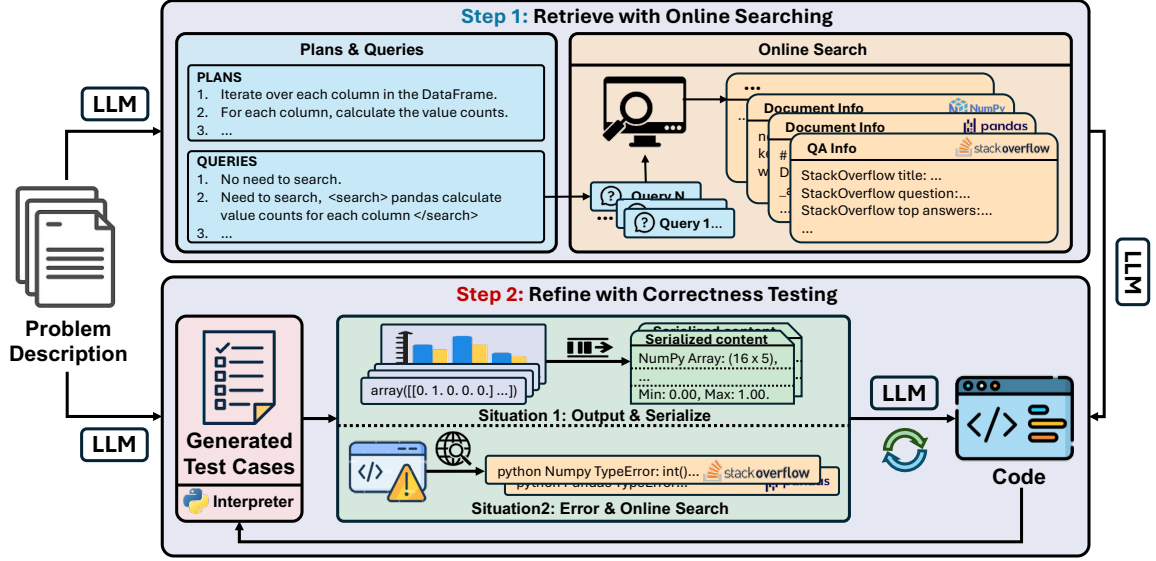 Step 1: Retrieve with Online Searching
Plans & Queries
PLANS
1. Iterate over each column in the DataFrame.
2. For each column, calculate the value counts.
3. ...
QUERIES
1. No need to search.
2. Need to search, <search> pandas calculate
value counts for each column </search>
3. ...
Online Search
Query N
...
Query 1...
...
Document Info
NumPy
Document Info
pandas
QA Info
stackoverflow
StackOverflow title: ...
StackOverflow question:...
StackOverflow top answers:...
...
LLM
Problem
Description
LLM
LLM
Step 2: Refine with Correctness Testing
Generated
Test Cases
Interpreter
array([[0. 1. 0. 0. 0.] ...])
Serialized content
Serialized content
NumPy Array: (16 x 5),
...
Min: 0.00, Max: 1.00.
Situation 1: Output & Serialize
python Numpy TypeError: int()...
stackoverflow
python Pandas TypeError...
pandas
Situation2: Error & Online Search
LLM
Code